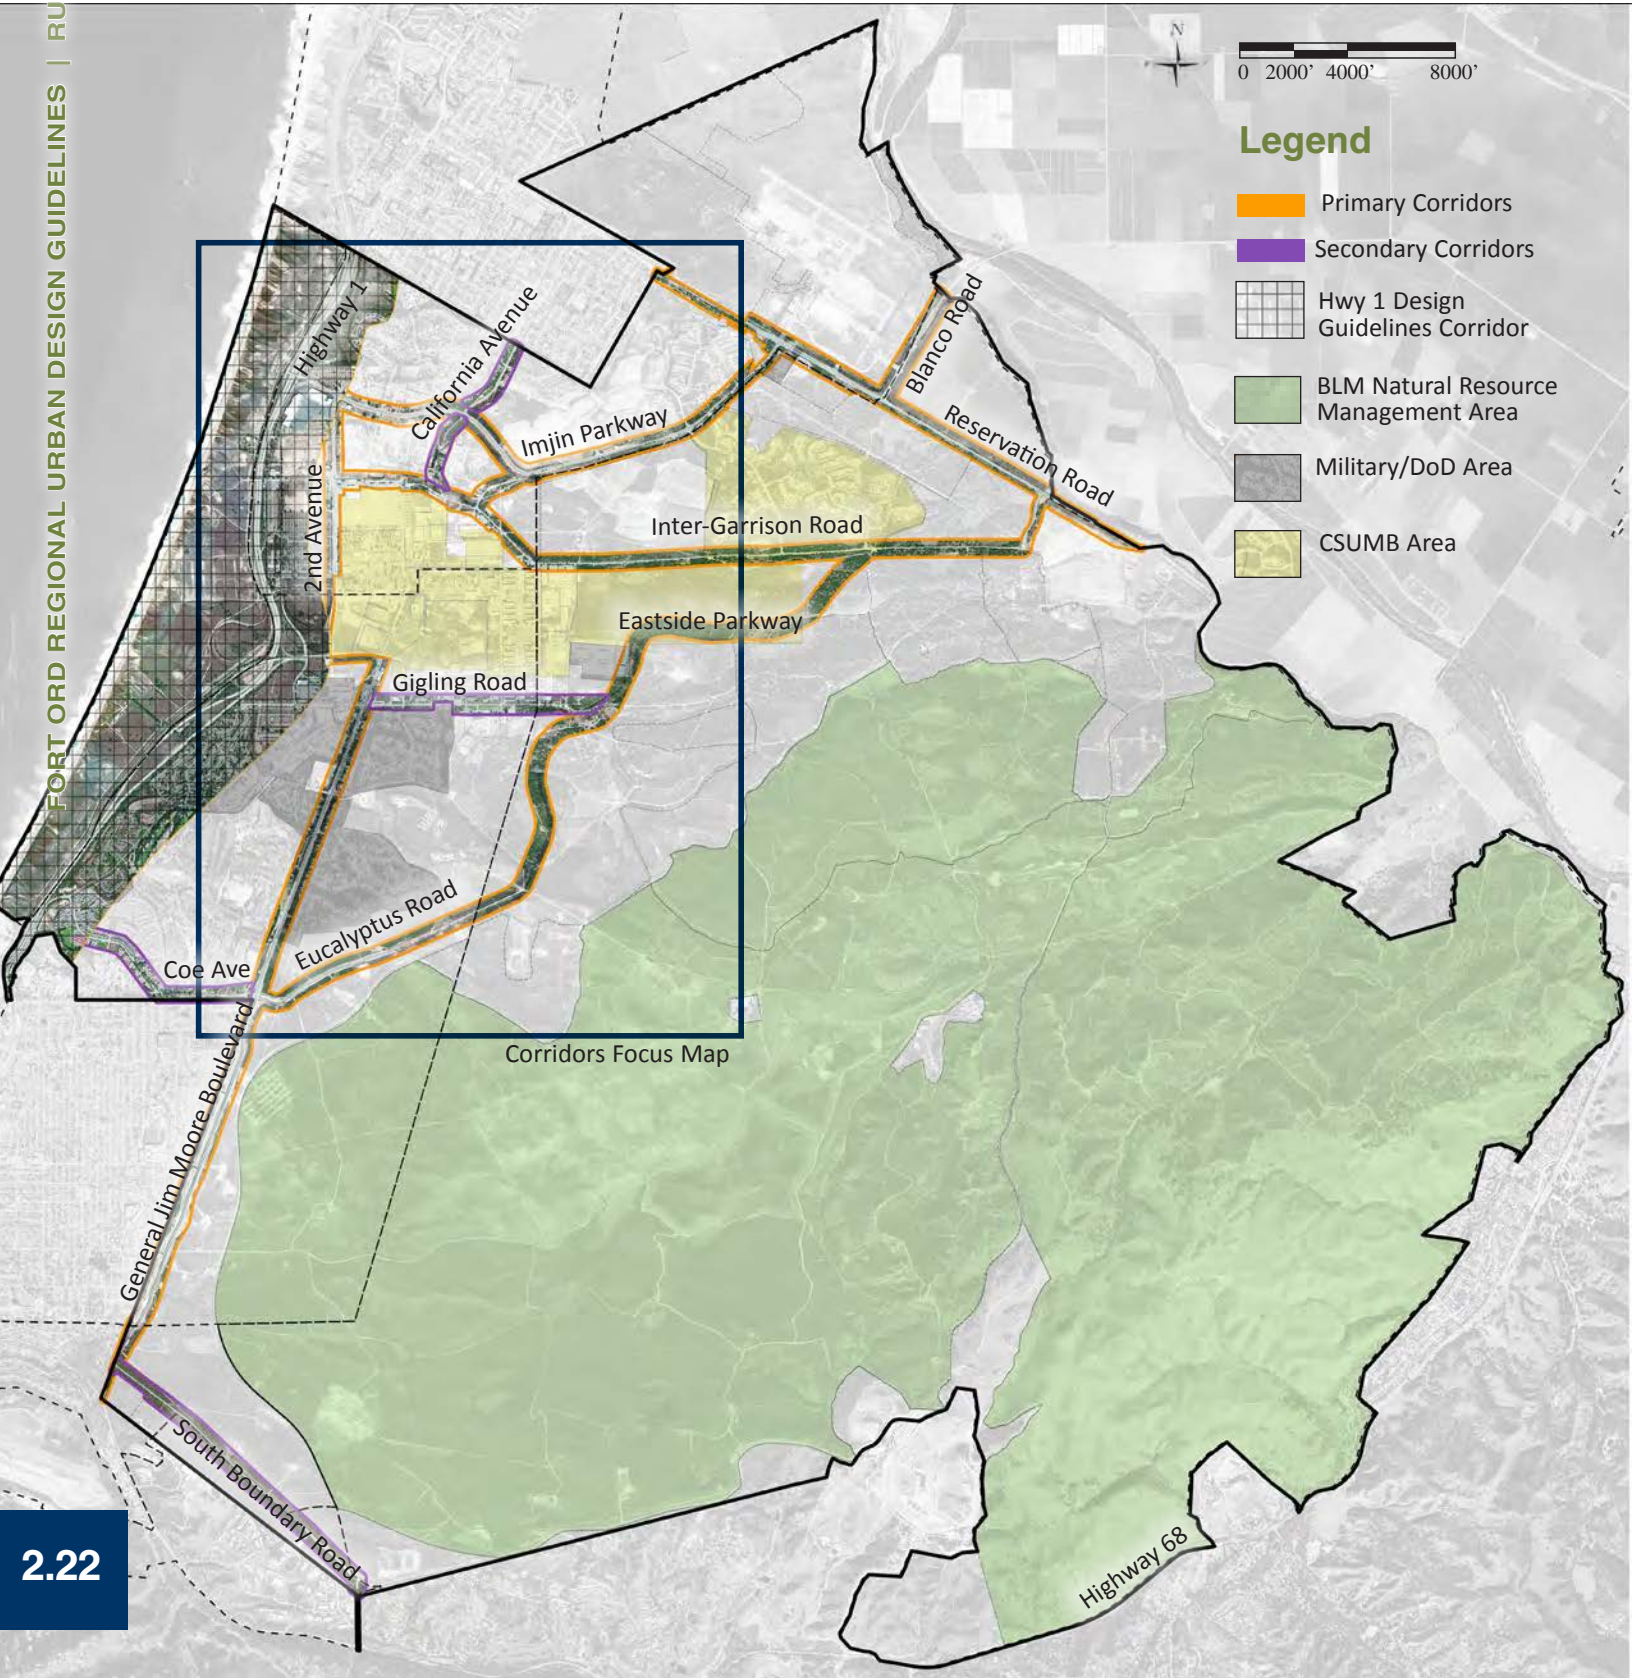 FORT ORD REGIONAL URBAN DESIGN GUIDELINES | RU
N
0 2000' 4000' 8000'
Legend
Primary Corridors
Secondary Corridors
Hwy 1 Design
Guidelines Corridor
BLM Natural Resource
Management Area
Military/DoD Area
CSUMB Area
Highway 1
California Avenue
Blanco Road
Imjin Parkway
Reservation Road
2nd Avenue
Inter-Garrison Road
Eastside Parkway
Gigling Road
Eucalyptus Road
Coe Ave
Corridors Focus Map
General Jim Moore Boulevard
South Boundary Road
Highway 68
2.22